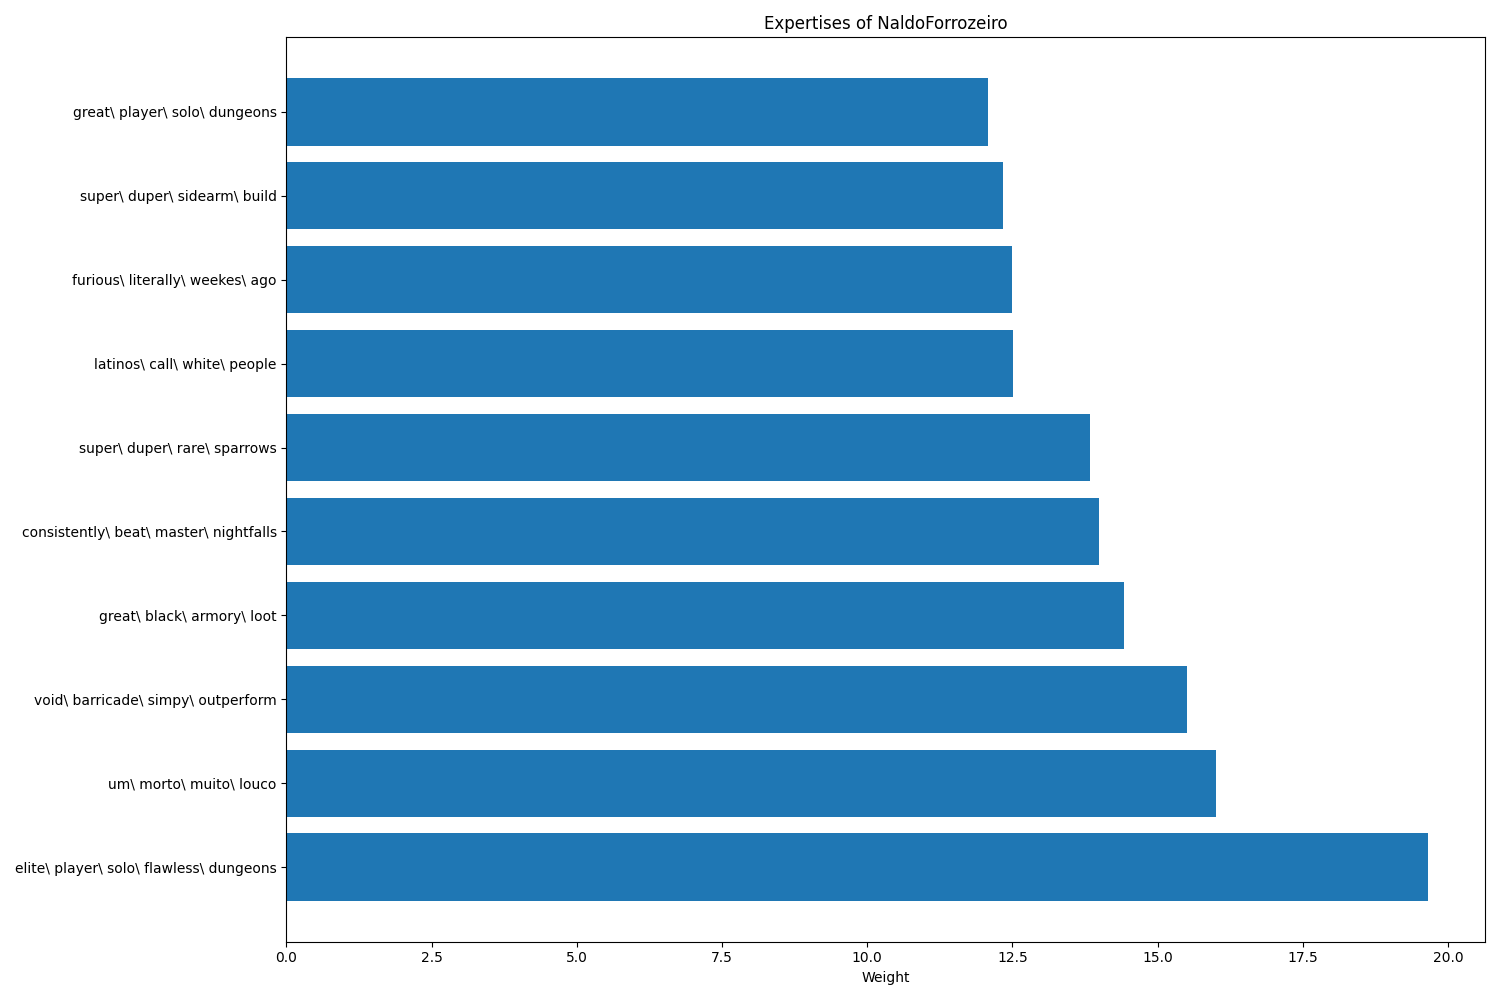 Expertises of NaldoForrozeiro
great\ player\ solo\ dungeons
super\ duper\ sidearm\ build
furious\ literally\ weekes\ ago
latinos\ call\ white\ people
super\ duper\ rare\ sparrows
consistently\ beat\ master\ nightfalls
great\ black\ armory\ loot
void\ barricade\ simpy\ outperform
um\ morto\ muito\ louco
elite\ player\ solo\ flawless\ dungeons
0.0 2.5 5.0 7.5 10.0 12.5 15.0 17.5 20.0
Weight